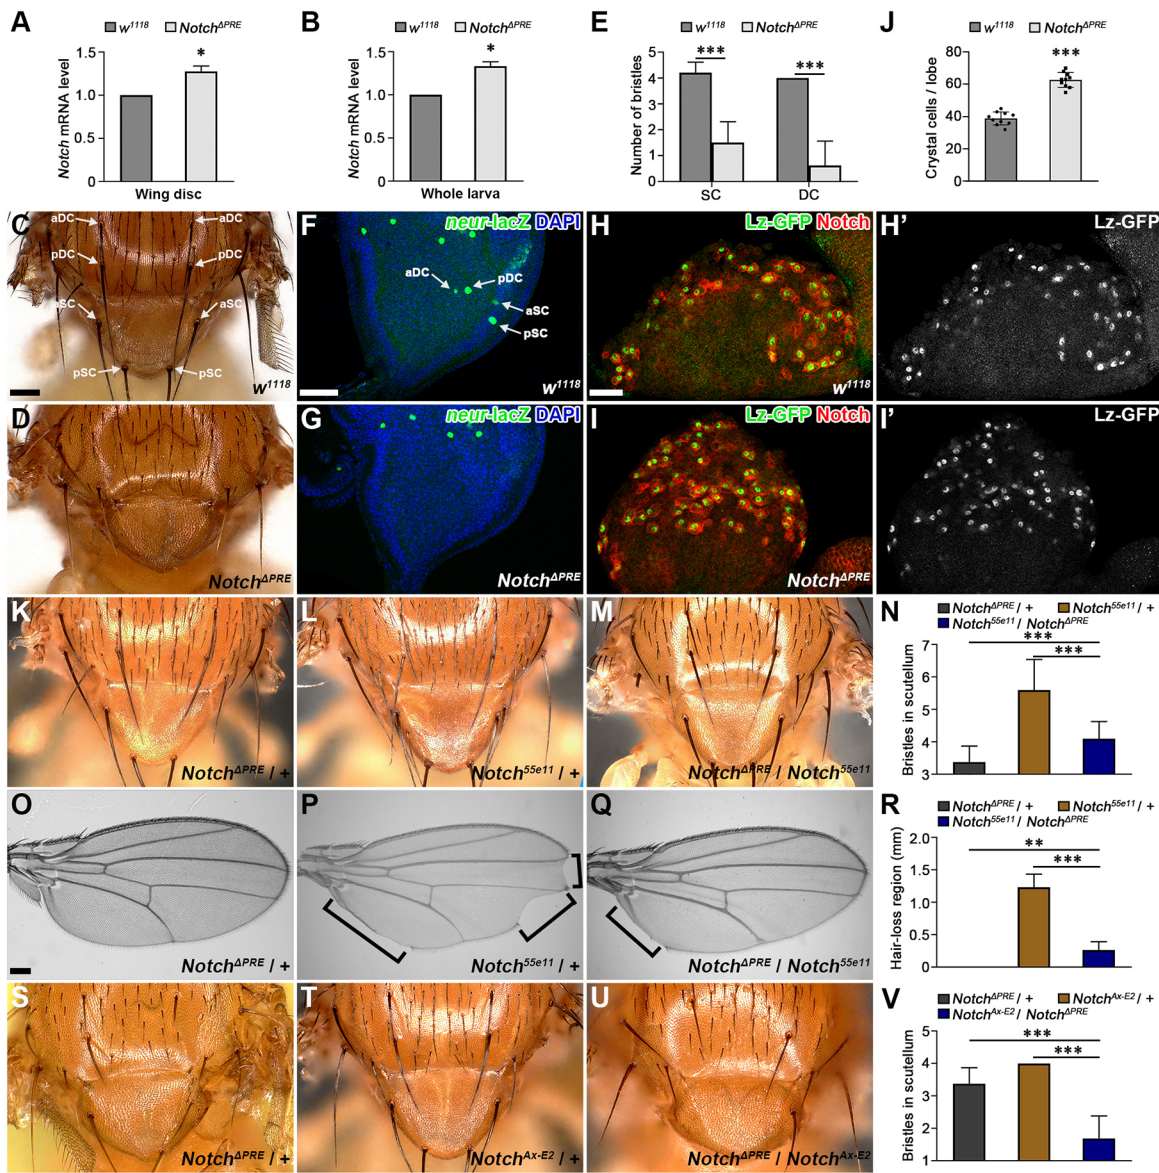 A
w1118
NotchΔPRE
Notch mRNA level
1.5
1.0
1.5
0
*
Wing disc
B
w1118
NotchΔPRE
Notch mRNA level
1.5
1.0
1.5
0
*
Whole larva
E
w1118
NotchΔPRE
Number of bristles
5
4
3
2
1
0
***
***
SC
DC
J
w1118
NotchΔPRE
Crystal cells / lobe
80
60
40
20
0
***
C
aDC
aDC
pDC
pDC
aSC
aSC
pSC
pSC
w1118
F
neur-lacZ DAPI
aDC
pDC
aSC
pSC
w1118
H
Lz-GFP Notch
w1118
H’
Lz-GFP
D
NotchΔPRE
G
neur-lacZ DAPI
NotchΔPRE
I
Lz-GFP Notch
NotchΔPRE
I’
Lz-GFP
K
NotchΔPRE / +
L
Notch55e11 / +
M
NotchΔPRE / Notch55e11
N
NotchΔPRE / +
Notch55e11 / +
Notch55e11 / NotchΔPRE
Bristles in scutellum
7
6
5
4
3
***
***
O
NotchΔPRE / +
P
Notch55e11 / +
Q
NotchΔPRE / Notch55e11
R
NotchΔPRE / +
Notch55e11 / +
Notch55e11 / NotchΔPRE
Hair-loss region (mm)
2.0
1.5
1.0
0.5
0
**
***
S
NotchΔPRE / +
T
NotchAx-E2 / +
U
NotchΔPRE / NotchAx-E2
V
NotchΔPRE / +
NotchAx-E2 / +
NotchAx-E2 / NotchΔPRE
Bristles in scutellum
5
4
3
2
1
***
***